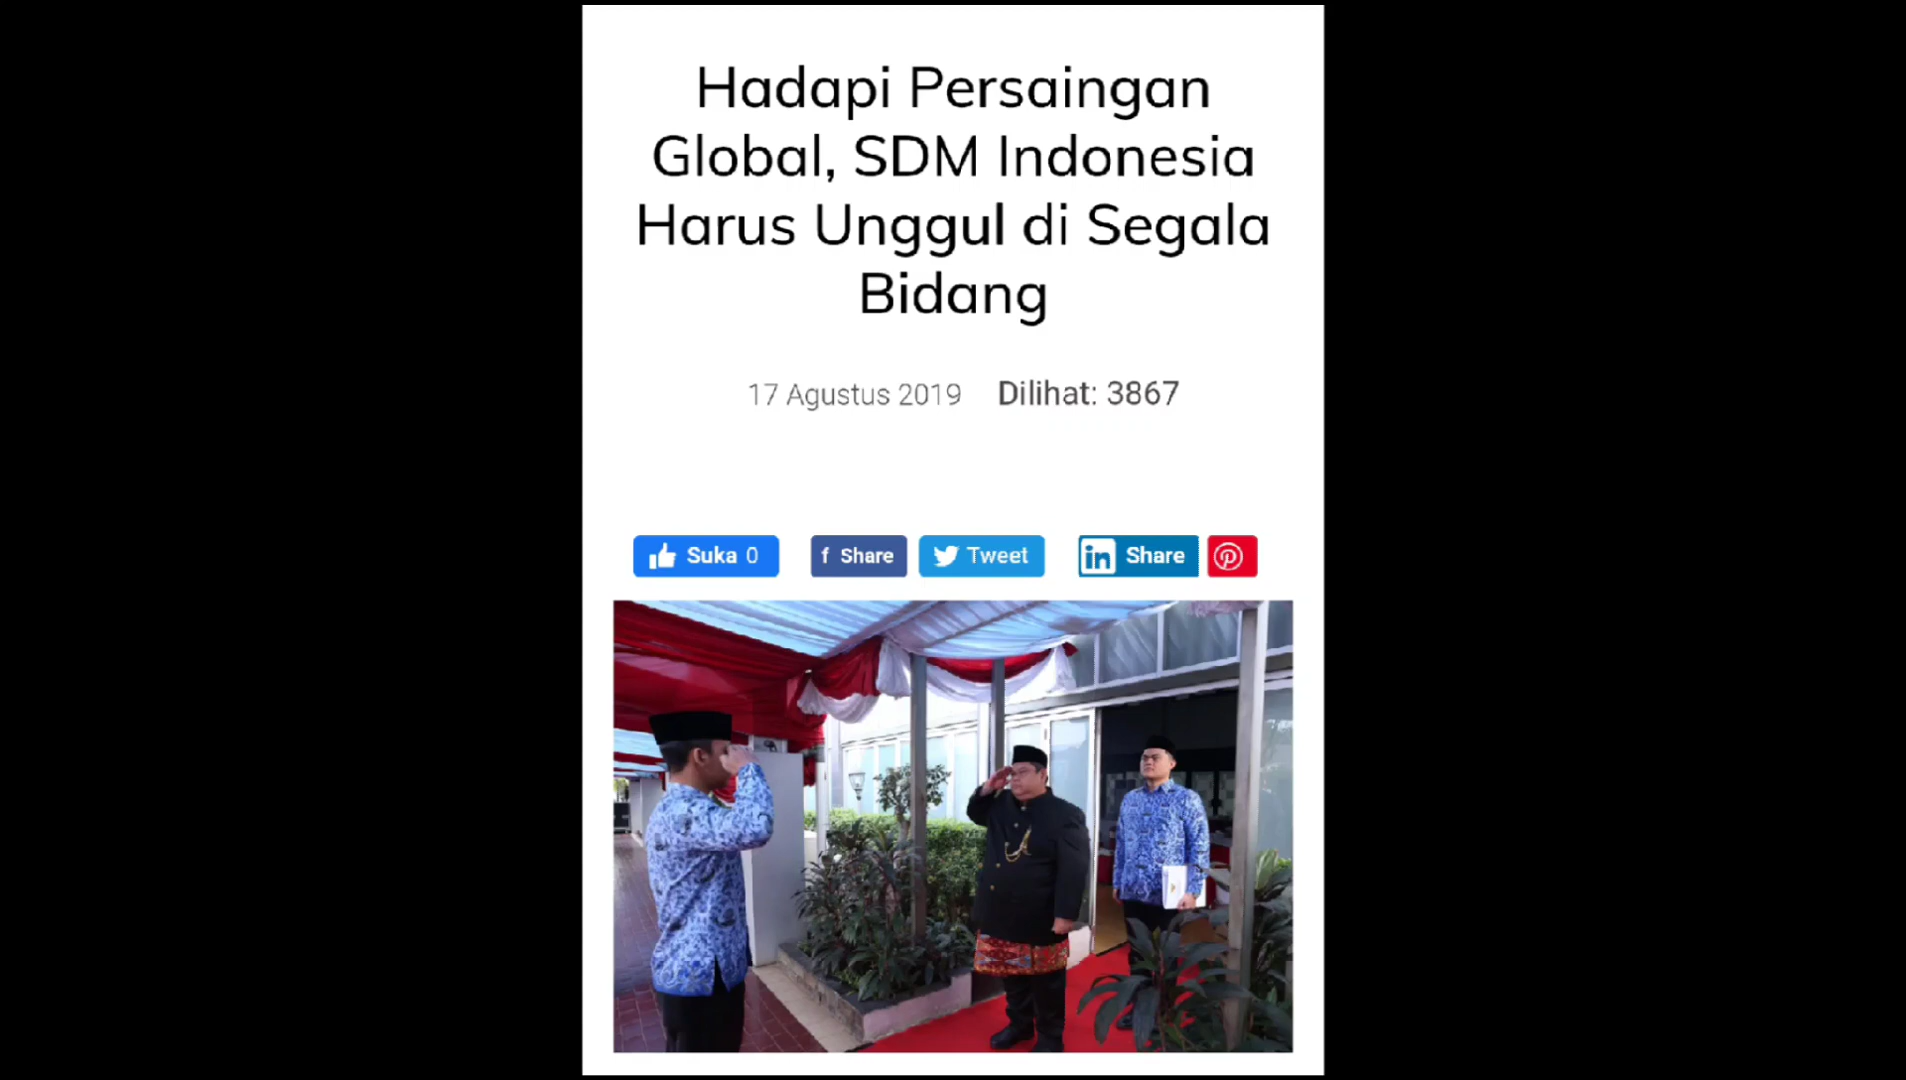 Hadapi Persaingan
Global, SDM Indonesia
Harus Unggul di Segala
Bidang
17 Agustus 2019 Dilihat: 3867
Suka 0 f Share Tweet in Share